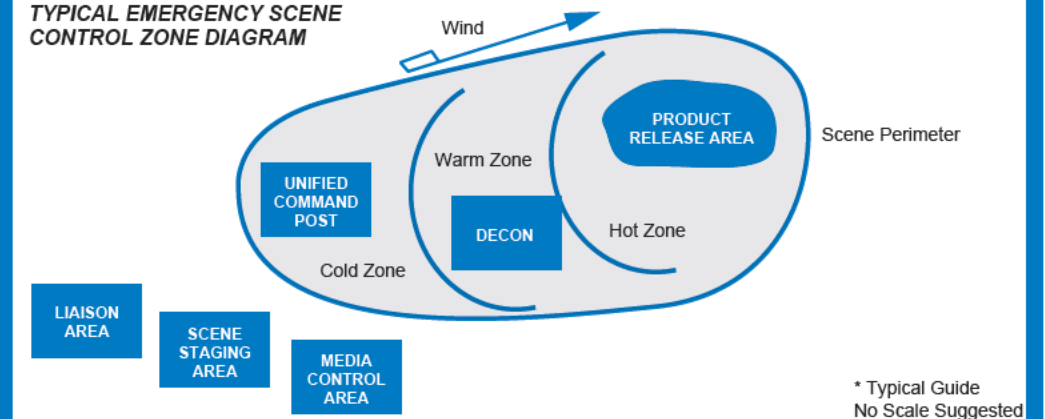 TYPICAL EMERGENCY SCENE
CONTROL ZONE DIAGRAM
Wind
PRODUCT
RELEASE AREA
Scene Perimeter
Warm Zone
UNIFIED
COMMAND
POST
DECON
Hot Zone
Cold Zone
LIAISON
AREA
SCENE
STAGING
AREA
MEDIA
CONTROL
AREA
* Typical Guide
No Scale Suggested